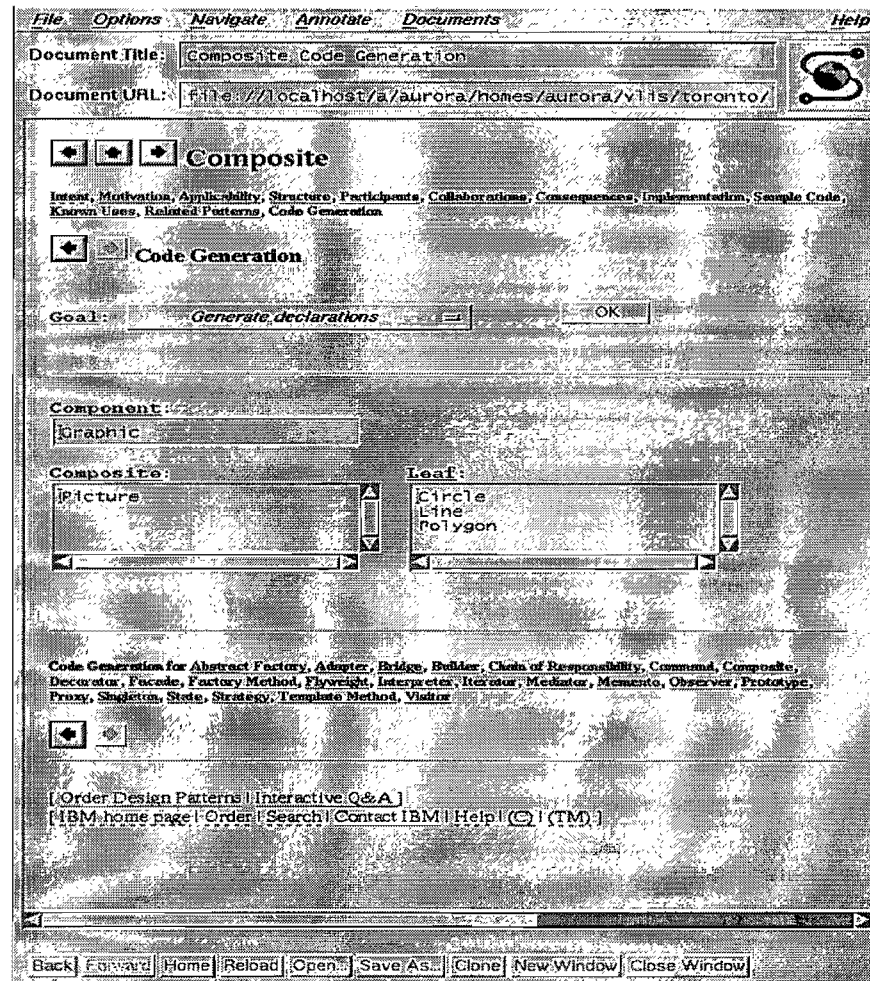 File Options Navigate Annotate Documents Help
Document Title: Composite Code Generation
Document URL: file://localhost/a/aurora/homes/aurora/vlis/toronto/
Composite
Intent, Motivation, Applicability, Structure, Participants, Collaborations, Consequences, Implementation, Sample Code,
Known Uses, Related Patterns, Code Generation
Code Generation
Goal: Generate declarations OK
Component:
Graphic
Composite: Leaf:
Picture Circle
Line
Polygon
Code Generation for Abstract Factory, Adapter, Bridge, Builder, Chain of Responsibility, Command, Composite,
Decorator, Facade, Factory Method, Flyweight, Interpreter, Iterator, Mediator, Memento, Observer, Prototype,
Proxy, Singleton, State, Strategy, Template Method, Visitor
[ Order Design Patterns | Interactive Q&A ]
[ IBM home page | Order | Search | Contact IBM | Help | (C) | (TM) ]
Back Forward Home Reload Open... Save As... Clone New Window Close Window